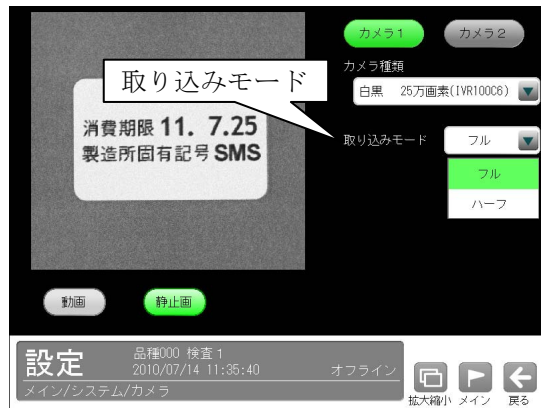 カメラ1
カメラ2
カメラ種類
白黒 25万画素(IVR100C6)
取り込みモード
消費期限 11. 7.25
製造所固有記号 SMS
取り込みモード
フル
フル
ハーフ
動画
静止画
設定
品種000 検査1
2010/07/14 11:35:40
オフライン
メイン/システム/カメラ
拡大縮小
メイン
戻る